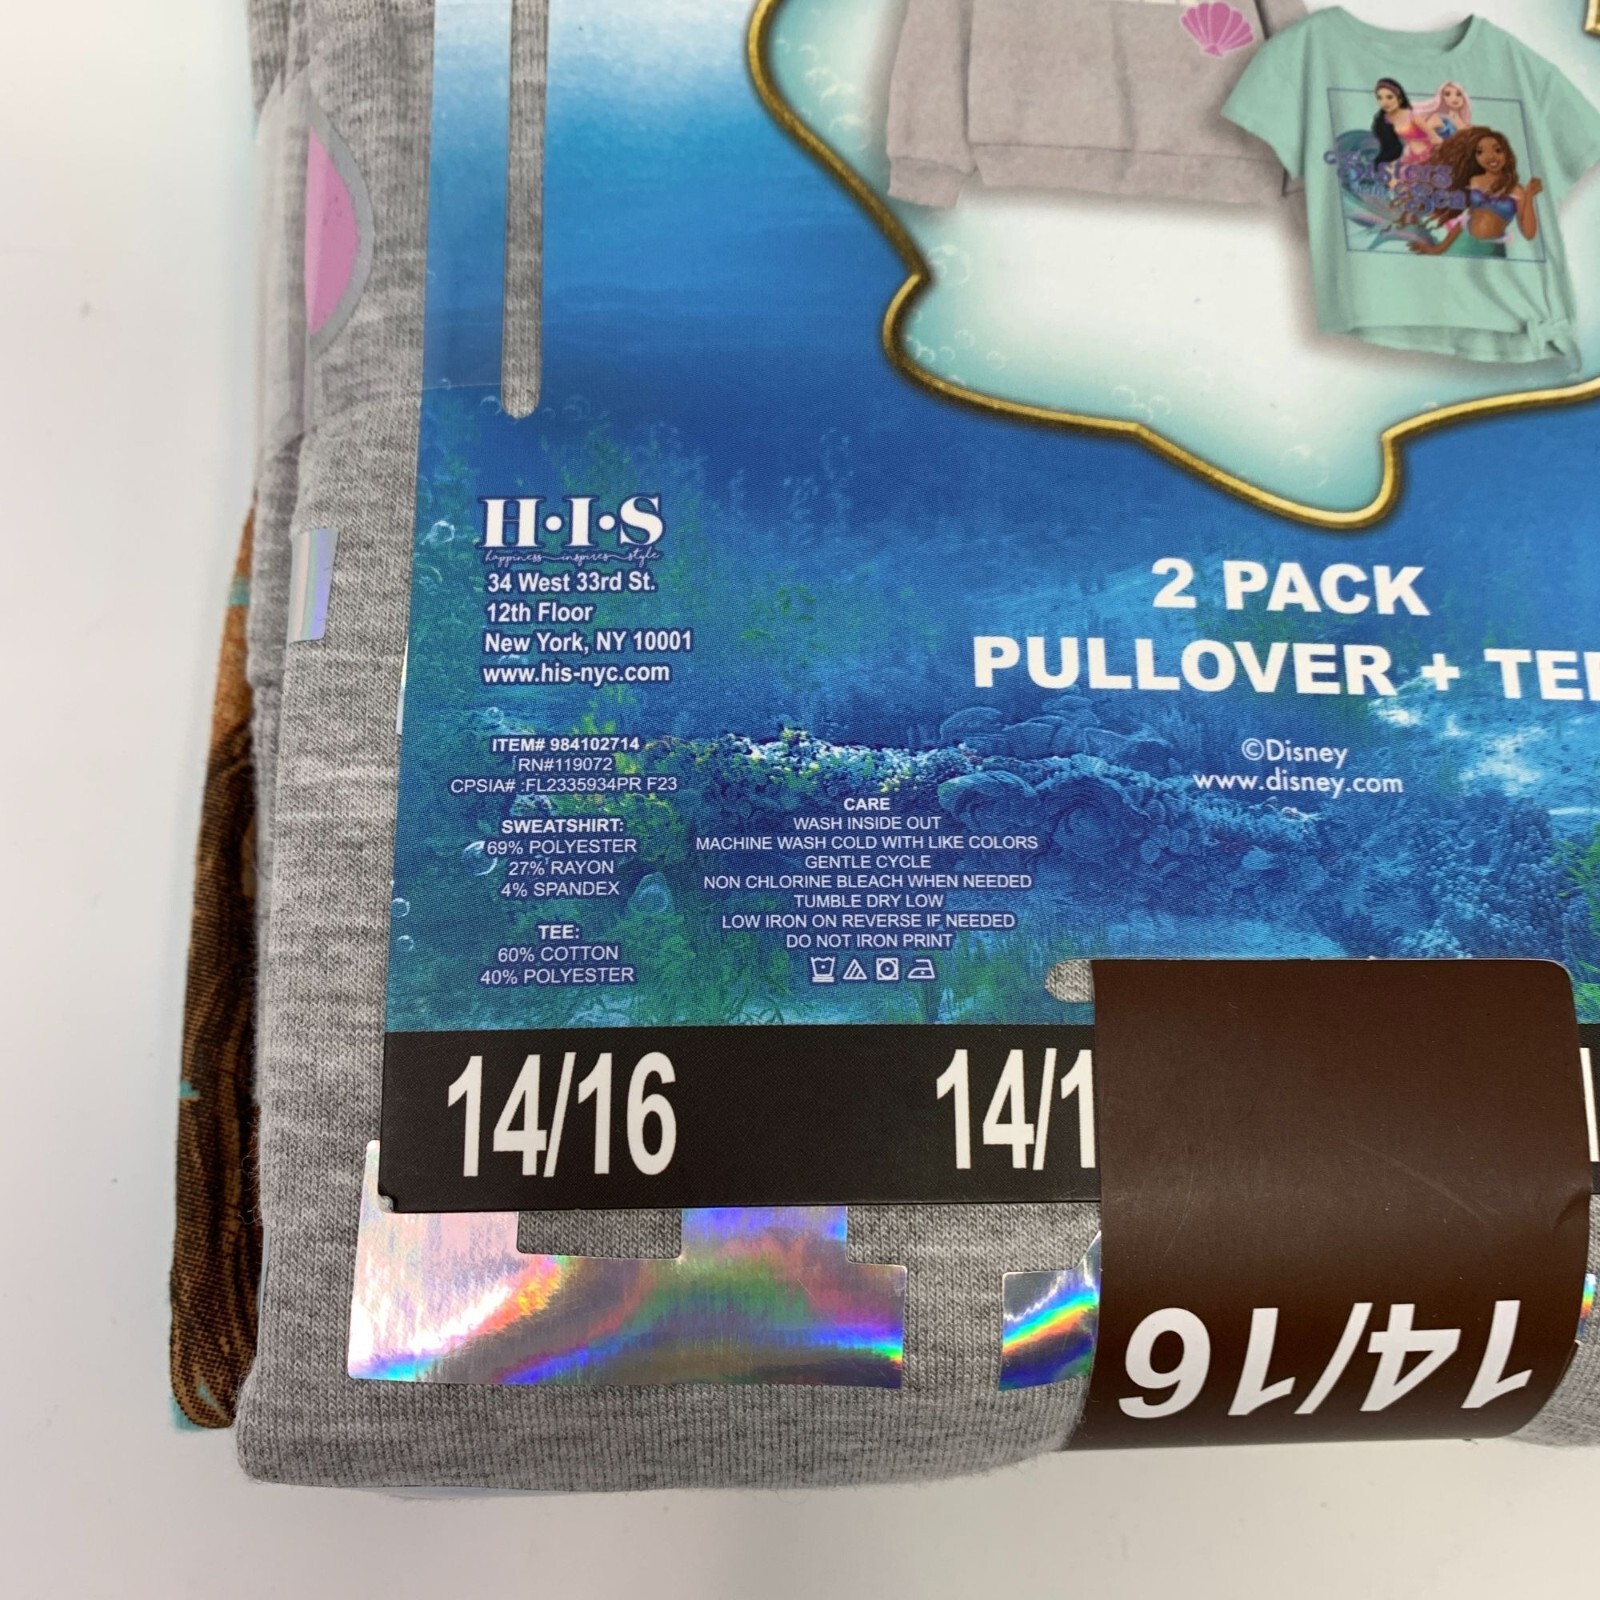 Sisters
Sea
H•I•S
happiness inspires style
34 West 33rd St.
12th Floor
New York, NY 10001
www.his-nyc.com
2 PACK
PULLOVER + TEE
©Disney
www.disney.com
ITEM# 984102714
RN#119072
CPSIA# :FL2335934PR F23
SWEATSHIRT:
69% POLYESTER
27% RAYON
4% SPANDEX
TEE:
60% COTTON
40% POLYESTER
CARE
WASH INSIDE OUT
MACHINE WASH COLD WITH LIKE COLORS
GENTLE CYCLE
NON CHLORINE BLEACH WHEN NEEDED
TUMBLE DRY LOW
LOW IRON ON REVERSE IF NEEDED
DO NOT IRON PRINT
14/16
14/1
14/16